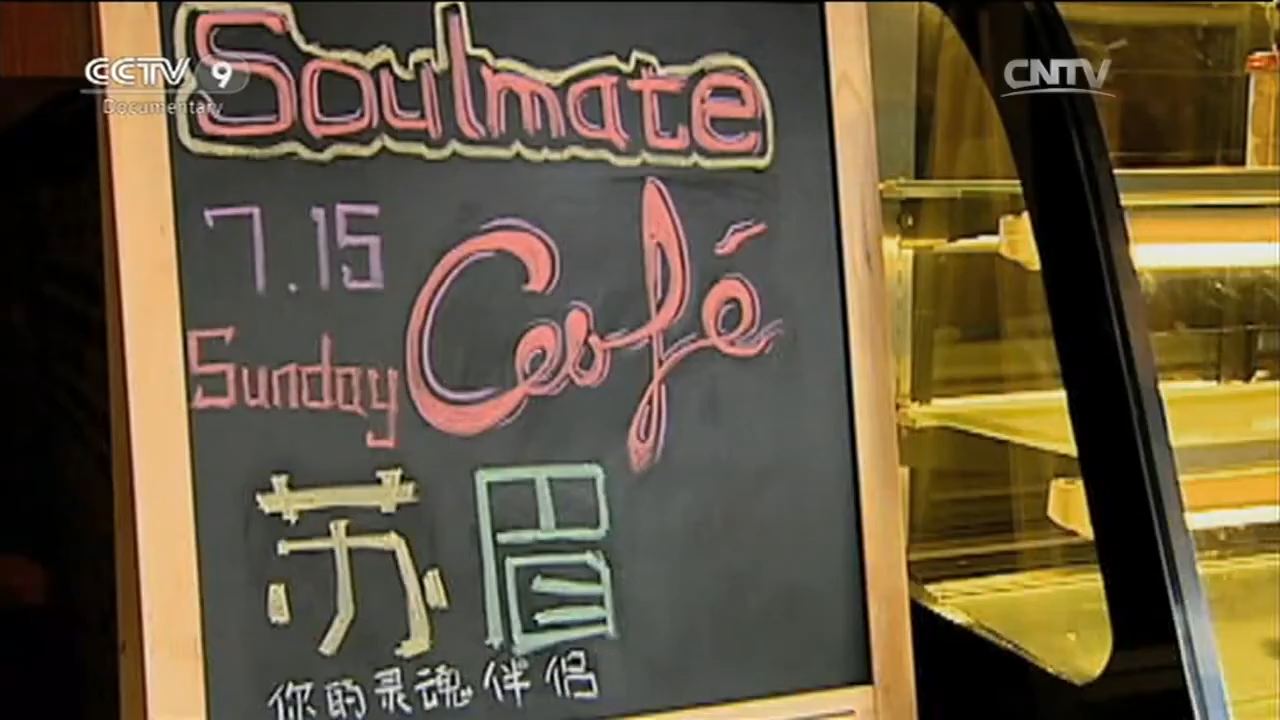 CCTV 9
Documentary
CNTV
Soulmate
7.15
Café
Sunday
苏眉
你的灵魂伴侣